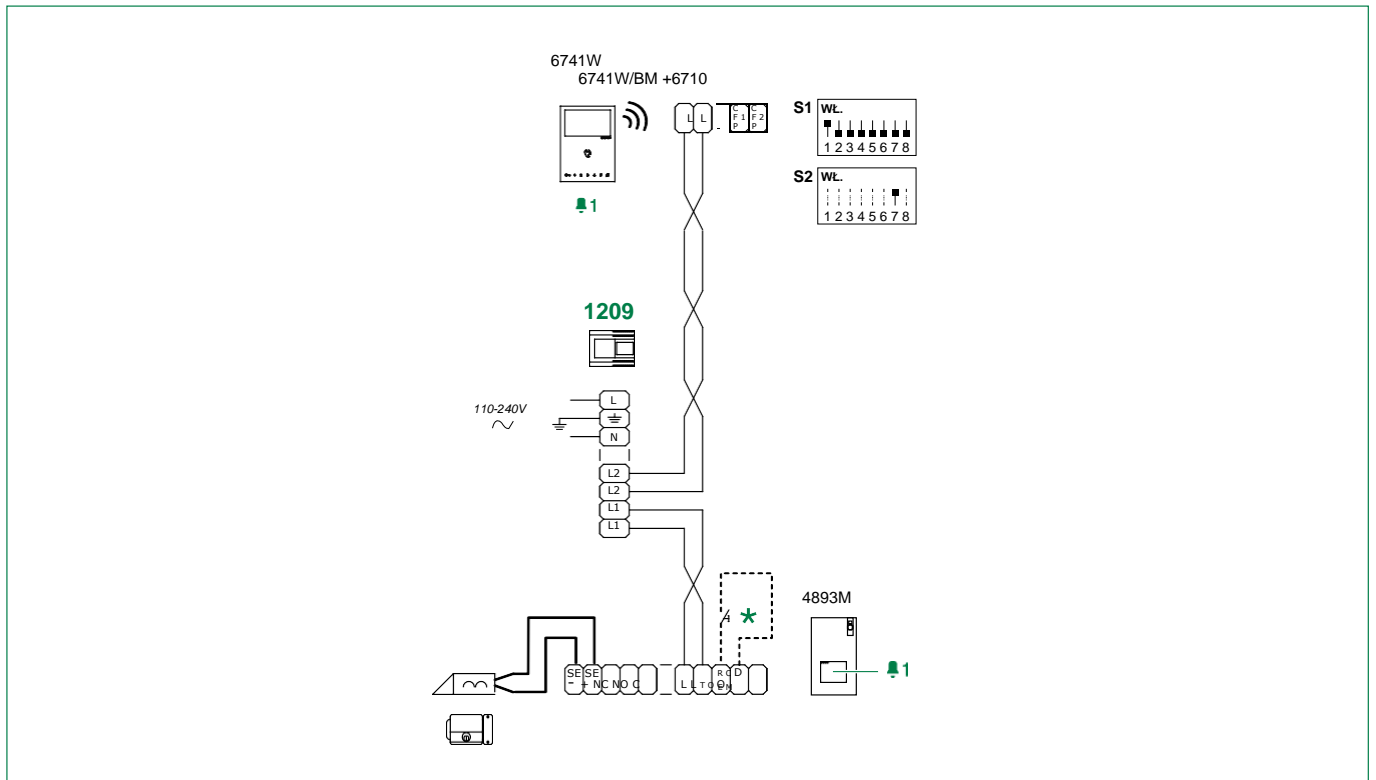 6741W
6741W/BM +6710
L L - CFP1 CFP2
S1 WŁ.
1 2 3 4 5 6 7 8
S2 WŁ.
1 2 3 4 5 6 7 8
1
1209
110-240V
L
N
L2
L2
L1
L1
*
4893M
1
SE- SE+ NC NO C
L L